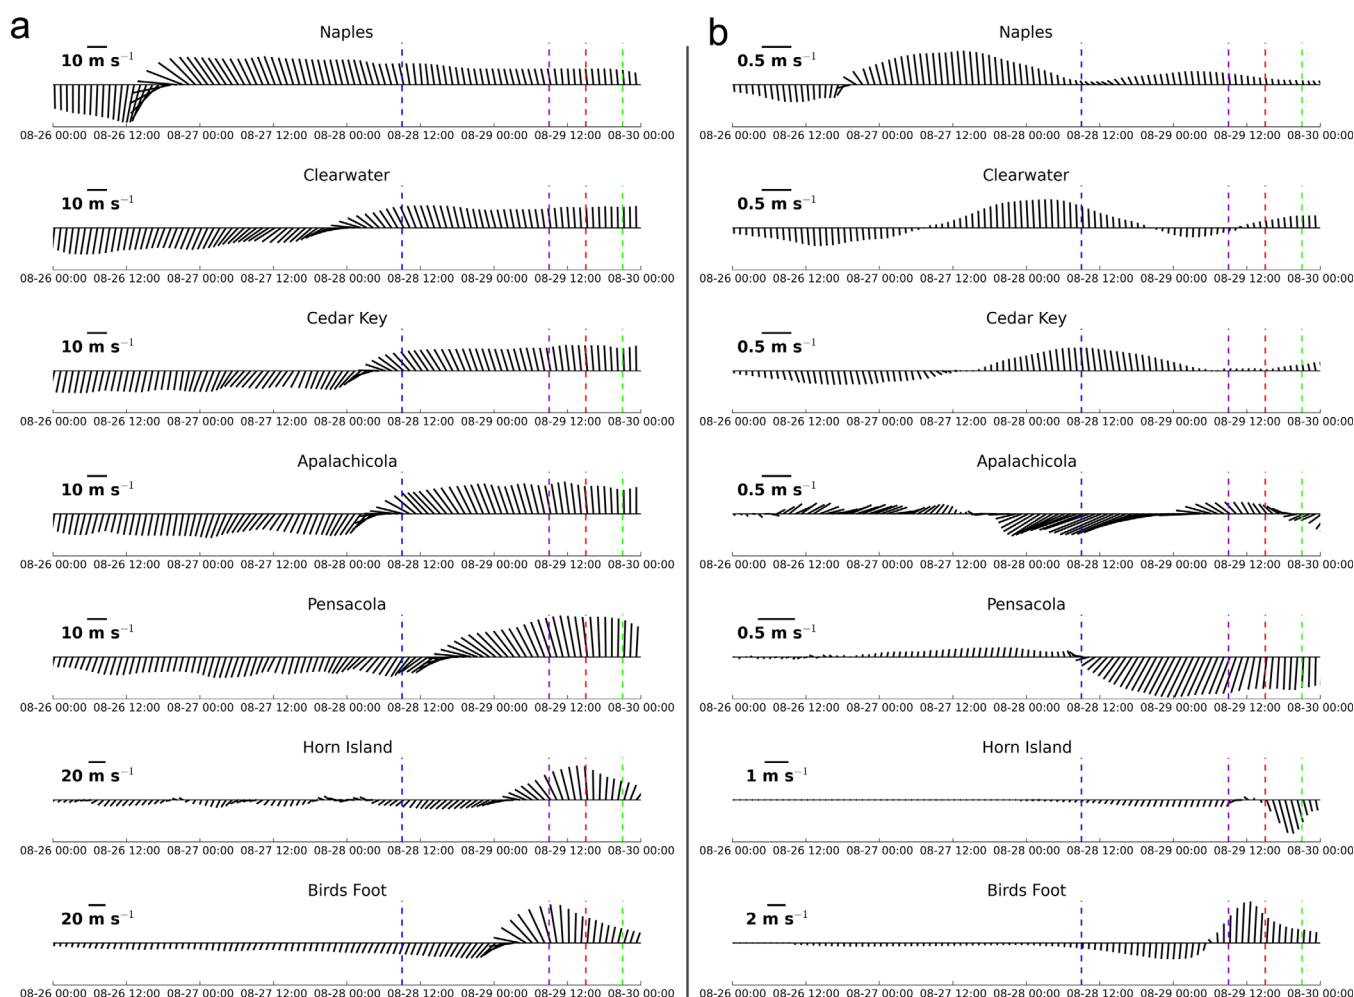 a
Naples
10 m s⁻¹
08-26 00:00 08-26 12:00 08-27 00:00 08-27 12:00 08-28 00:00 08-28 12:00 08-29 00:00 08-29 12:00 08-30 00:00
Clearwater
10 m s⁻¹
08-26 00:00 08-26 12:00 08-27 00:00 08-27 12:00 08-28 00:00 08-28 12:00 08-29 00:00 08-29 12:00 08-30 00:00
Cedar Key
10 m s⁻¹
08-26 00:00 08-26 12:00 08-27 00:00 08-27 12:00 08-28 00:00 08-28 12:00 08-29 00:00 08-29 12:00 08-30 00:00
Apalachicola
10 m s⁻¹
08-26 00:00 08-26 12:00 08-27 00:00 08-27 12:00 08-28 00:00 08-28 12:00 08-29 00:00 08-29 12:00 08-30 00:00
Pensacola
10 m s⁻¹
08-26 00:00 08-26 12:00 08-27 00:00 08-27 12:00 08-28 00:00 08-28 12:00 08-29 00:00 08-29 12:00 08-30 00:00
Horn Island
20 m s⁻¹
08-26 00:00 08-26 12:00 08-27 00:00 08-27 12:00 08-28 00:00 08-28 12:00 08-29 00:00 08-29 12:00 08-30 00:00
Birds Foot
20 m s⁻¹
08-26 00:00 08-26 12:00 08-27 00:00 08-27 12:00 08-28 00:00 08-28 12:00 08-29 00:00 08-29 12:00 08-30 00:00
b
Naples
0.5 m s⁻¹
08-26 00:00 08-26 12:00 08-27 00:00 08-27 12:00 08-28 00:00 08-28 12:00 08-29 00:00 08-29 12:00 08-30 00:00
Clearwater
0.5 m s⁻¹
08-26 00:00 08-26 12:00 08-27 00:00 08-27 12:00 08-28 00:00 08-28 12:00 08-29 00:00 08-29 12:00 08-30 00:00
Cedar Key
0.5 m s⁻¹
08-26 00:00 08-26 12:00 08-27 00:00 08-27 12:00 08-28 00:00 08-28 12:00 08-29 00:00 08-29 12:00 08-30 00:00
Apalachicola
0.5 m s⁻¹
08-26 00:00 08-26 12:00 08-27 00:00 08-27 12:00 08-28 00:00 08-28 12:00 08-29 00:00 08-29 12:00 08-30 00:00
Pensacola
0.5 m s⁻¹
08-26 00:00 08-26 12:00 08-27 00:00 08-27 12:00 08-28 00:00 08-28 12:00 08-29 00:00 08-29 12:00 08-30 00:00
Horn Island
1 m s⁻¹
08-26 00:00 08-26 12:00 08-27 00:00 08-27 12:00 08-28 00:00 08-28 12:00 08-29 00:00 08-29 12:00 08-30 00:00
Birds Foot
2 m s⁻¹
08-26 00:00 08-26 12:00 08-27 00:00 08-27 12:00 08-28 00:00 08-28 12:00 08-29 00:00 08-29 12:00 08-30 00:00